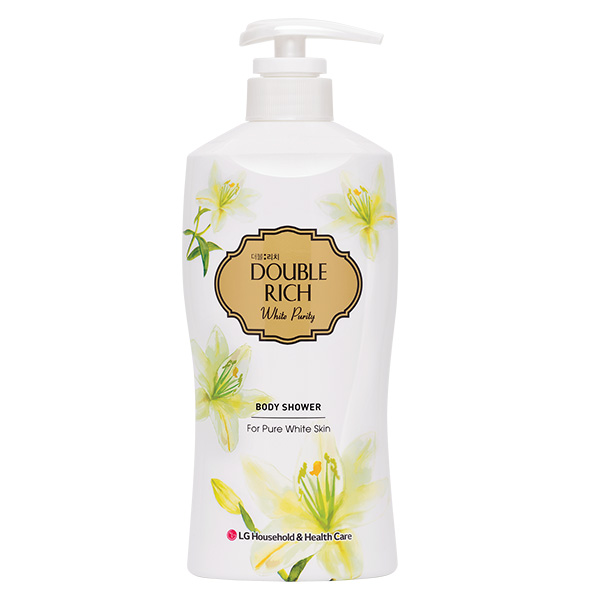 더블:리치
DOUBLE
RICH
White Purity
BODY SHOWER
For Pure White Skin
LG Household & Health Care